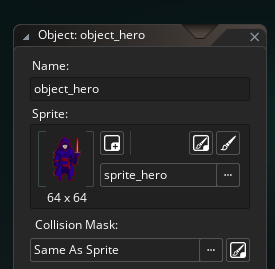 Object: object_hero
Name:
object_hero
Sprite:
sprite_hero
64 x 64
Collision Mask:
Same As Sprite